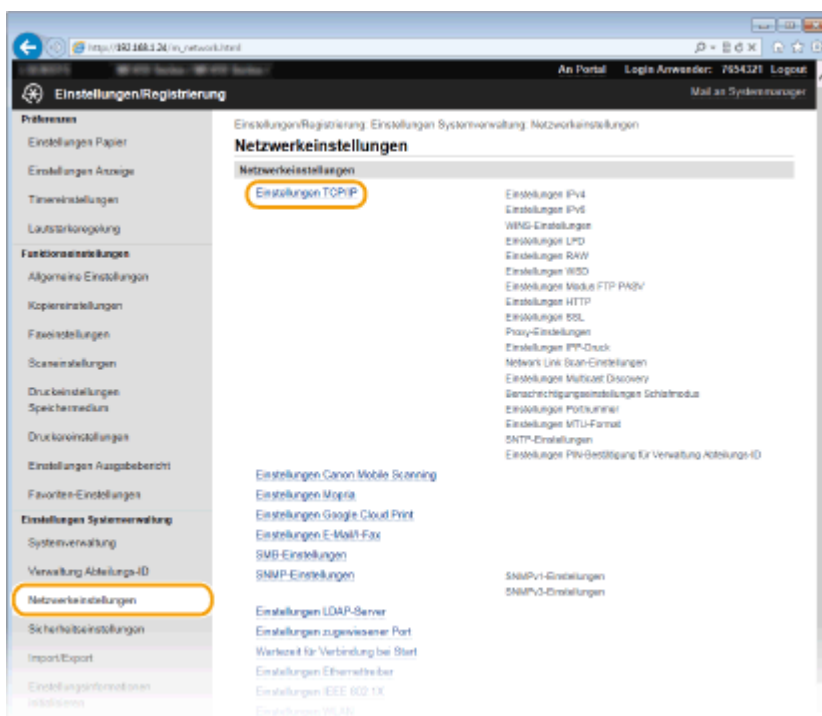 http://192.168.1.24/m_network.html
An Portal Login Anwender: 7654321 Logout
Einstellungen/Registrierung
Mail an Systemmanager
Präferenzen
Einstellungen Papier
Einstellungen Anzeige
Timereinstellungen
Lautstärkeregelung
Funktionseinstellungen
Allgemeine Einstellungen
Kopiereinstellungen
Faxeinstellungen
Scaneinstellungen
Druckeinstellungen
Speichermedium
Druckereinstellungen
Einstellungen Ausgabebericht
Favoriten-Einstellungen
Einstellungen Systemverwaltung
Systemverwaltung
Verwaltung Abteilungs-ID
Netzwerkeinstellungen
Sicherheitseinstellungen
Import/Export
Einstellungsinformationen
initialisieren
Einstellungen/Registrierung: Einstellungen Systemverwaltung: Netzwerkeinstellungen
Netzwerkeinstellungen
Netzwerkeinstellungen
Einstellungen TCP/IP
Einstellungen IPv4
Einstellungen IPv6
WINS-Einstellungen
Einstellungen LPD
Einstellungen RAW
Einstellungen WSD
Einstellungen Modus FTP PASV
Einstellungen HTTP
Einstellungen SSL
Proxy-Einstellungen
Einstellungen IPP-Druck
Network Link Scan-Einstellungen
Einstellungen Multicast Discovery
Benachrichtigungseinstellungen Schlafmodus
Einstellungen Portnummer
Einstellungen MTU-Format
SNTP-Einstellungen
Einstellungen PIN-Bestätigung für Verwaltung Abteilungs-ID
Einstellungen Canon Mobile Scanning
Einstellungen Mopria
Einstellungen Google Cloud Print
Einstellungen E-Mail/I-Fax
SMB-Einstellungen
SNMP-Einstellungen
SNMPv1-Einstellungen
SNMPv3-Einstellungen
Einstellungen LDAP-Server
Einstellungen zugewiesener Port
Wartezeit für Verbindung bei Start
Einstellungen Ethernettreiber
Einstellungen IEEE 802.1X
Einstellungen WLAN